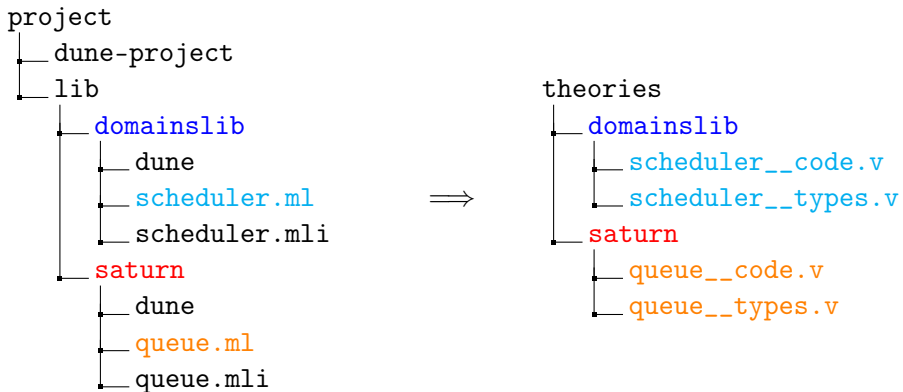 project
dune-project
lib
domainslib
dune
scheduler.ml
scheduler.mli
saturn
dune
queue.ml
queue.mli
⟹
theories
domainslib
scheduler__code.v
scheduler__types.v
saturn
queue__code.v
queue__types.v